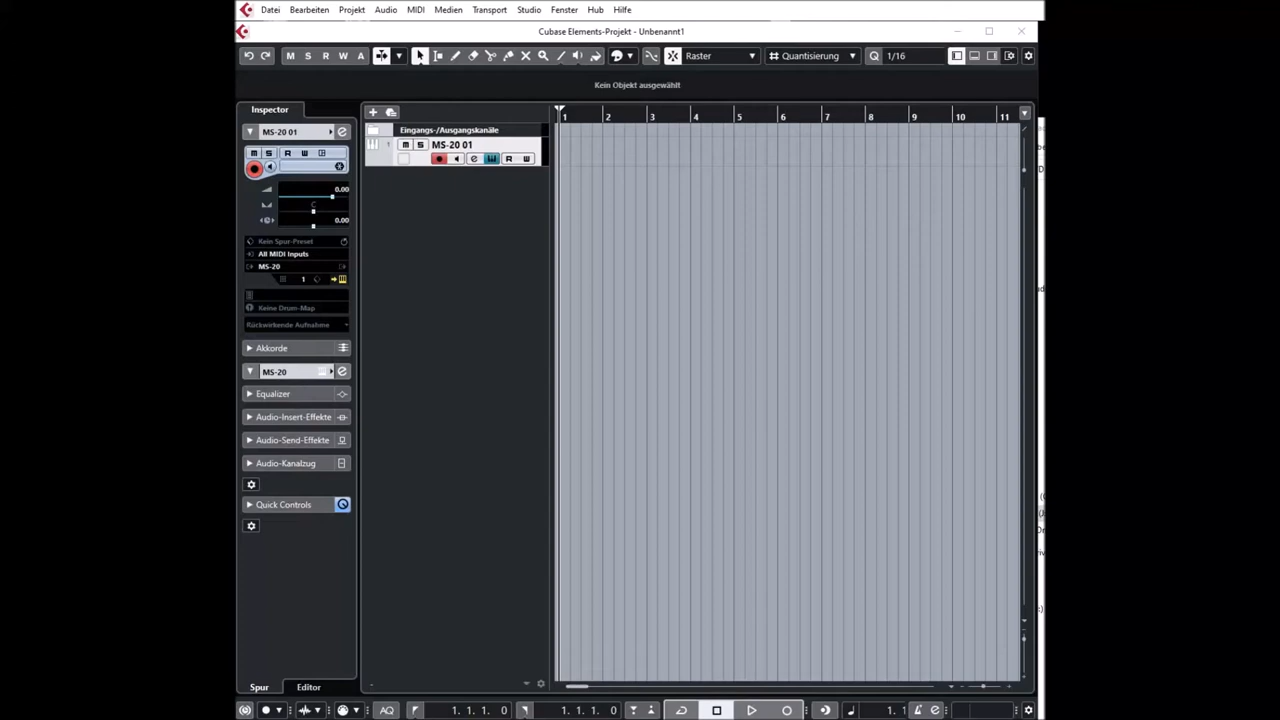 Datei Bearbeiten Projekt Audio MIDI Medien Transport Studio Fenster Hub Hilfe
Cubase Elements-Projekt - Unbenannt1
M S R W A Raster Quantisierung Q 1/16
Kein Objekt ausgewählt
Inspector
1 2 3 4 5 6 7 8 9 10 11
MS-20 01
Eingangs-/Ausgangskanäle
1 M S MS-20 01
M S R W
R W
0.00
C
0.00
Kein Spur-Preset
All MIDI Inputs
MS-20
1
Keine Drum-Map
Rückwirkende Aufnahme
Akkorde
MS-20
Equalizer
Audio-Insert-Effekte
Audio-Send-Effekte
Audio-Kanalzug
Quick Controls
Spur Editor
AQ 1. 1. 1. 0 1. 1. 1. 0 1. 1